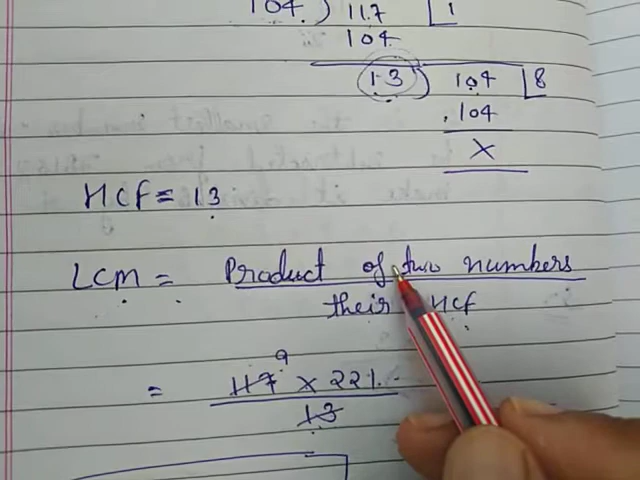 104) 117 1
104
13) 104 8
104
X
HCF = 13
LCM = Product of two numbers
their HCF
9
= 117 x 221
13